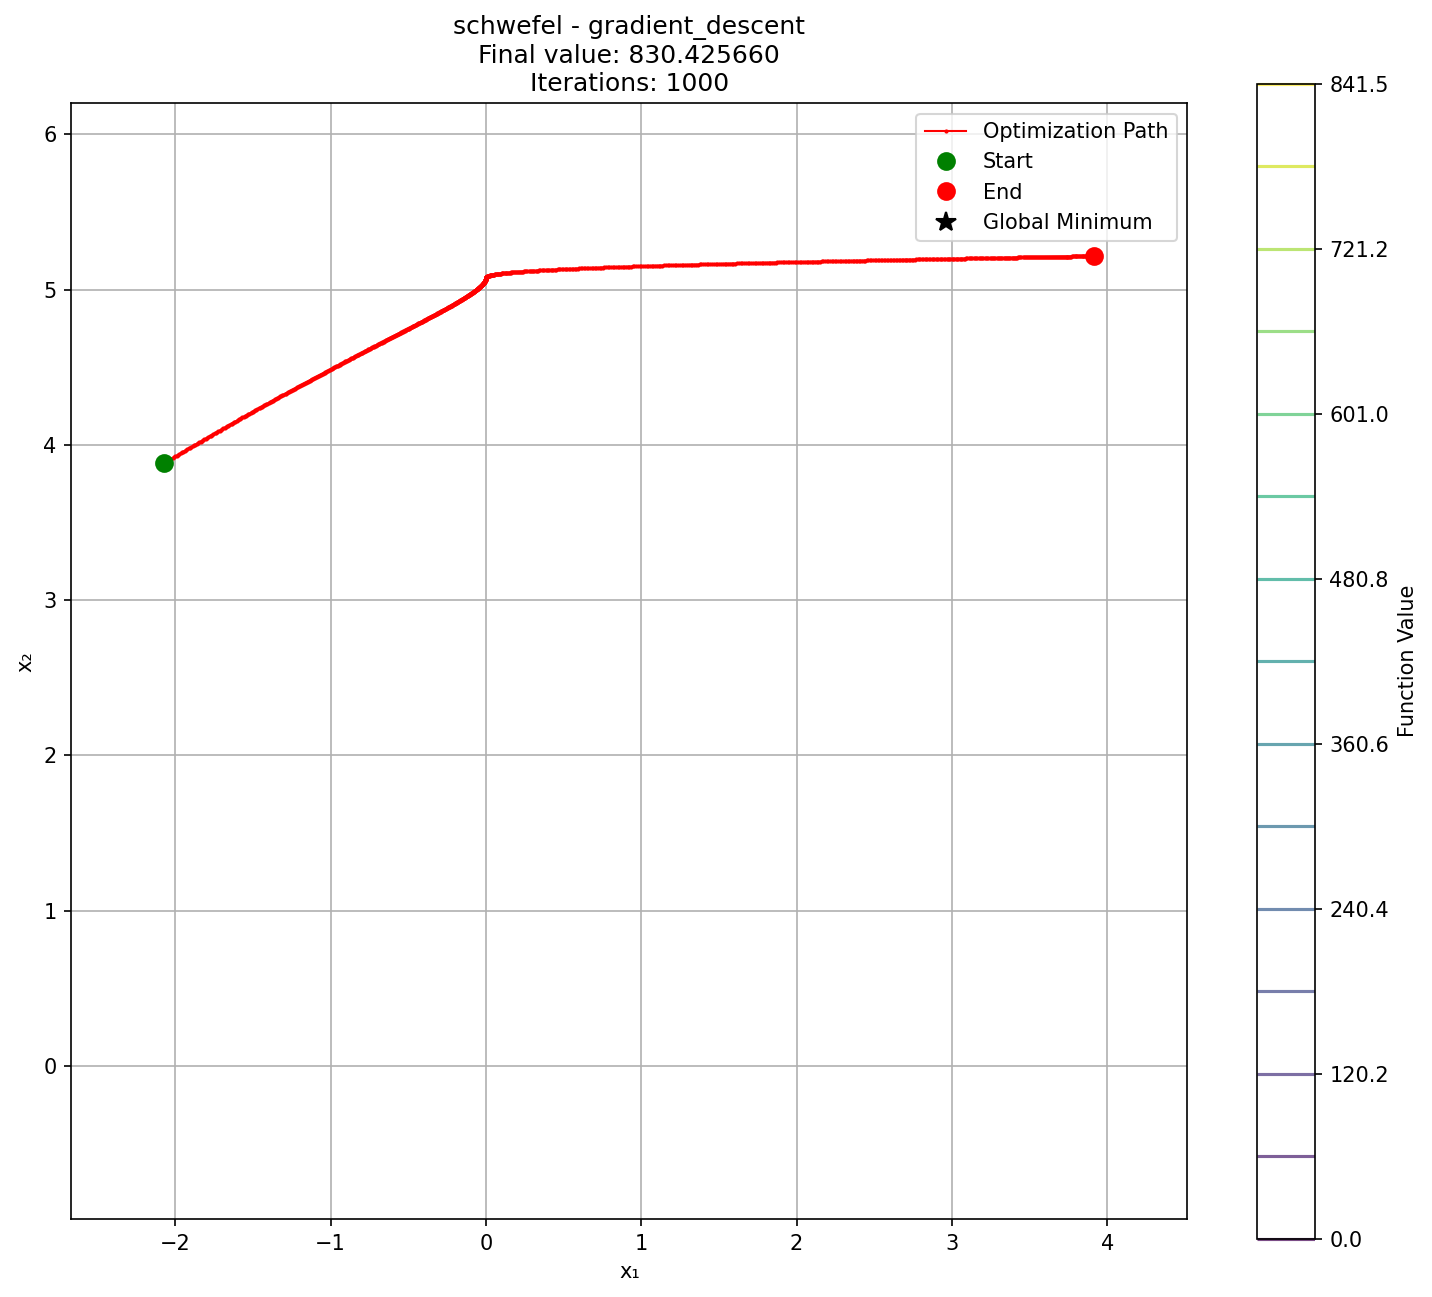 schwefel - gradient_descent
Final value: 830.425660
Iterations: 1000
Optimization Path
Start
End
Global Minimum
6
5
4
3
2
1
0
x₂
−2
−1
0
1
2
3
4
x₁
841.5
721.2
601.0
480.8
360.6
240.4
120.2
0.0
Function Value